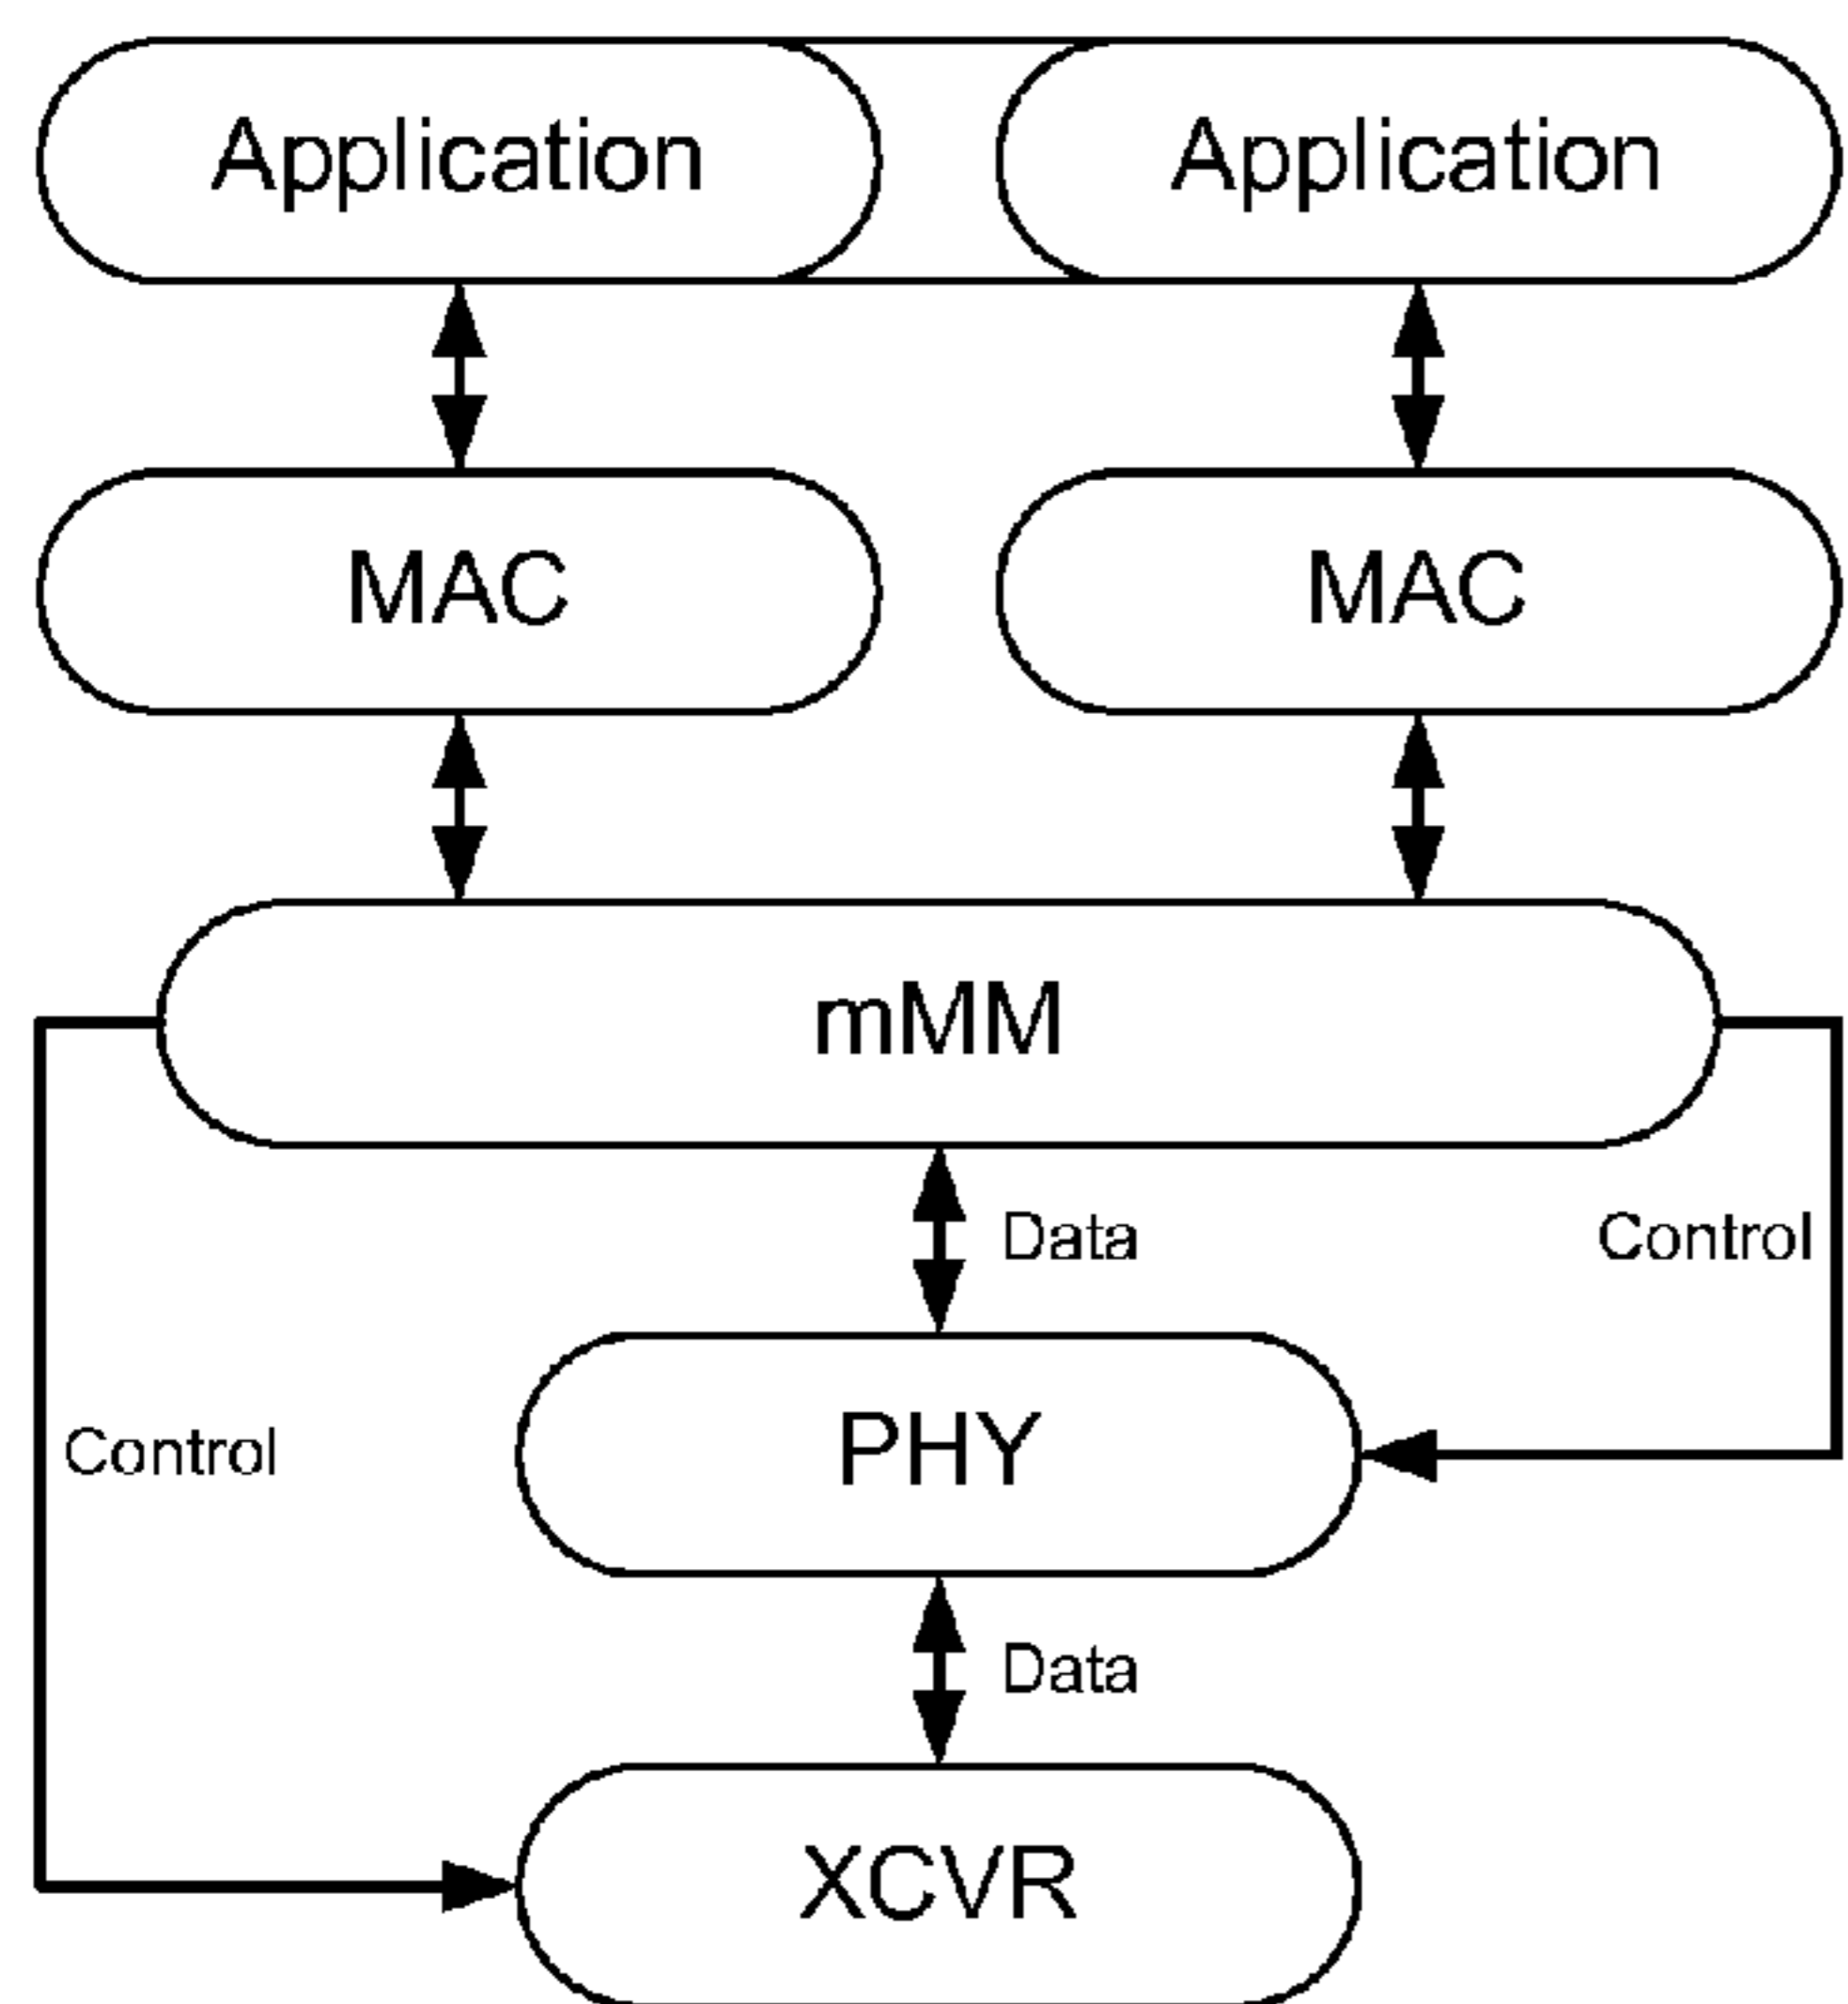 Application
Application
MAC
MAC
mMM
Data
Control
Control
PHY
Data
XCVR